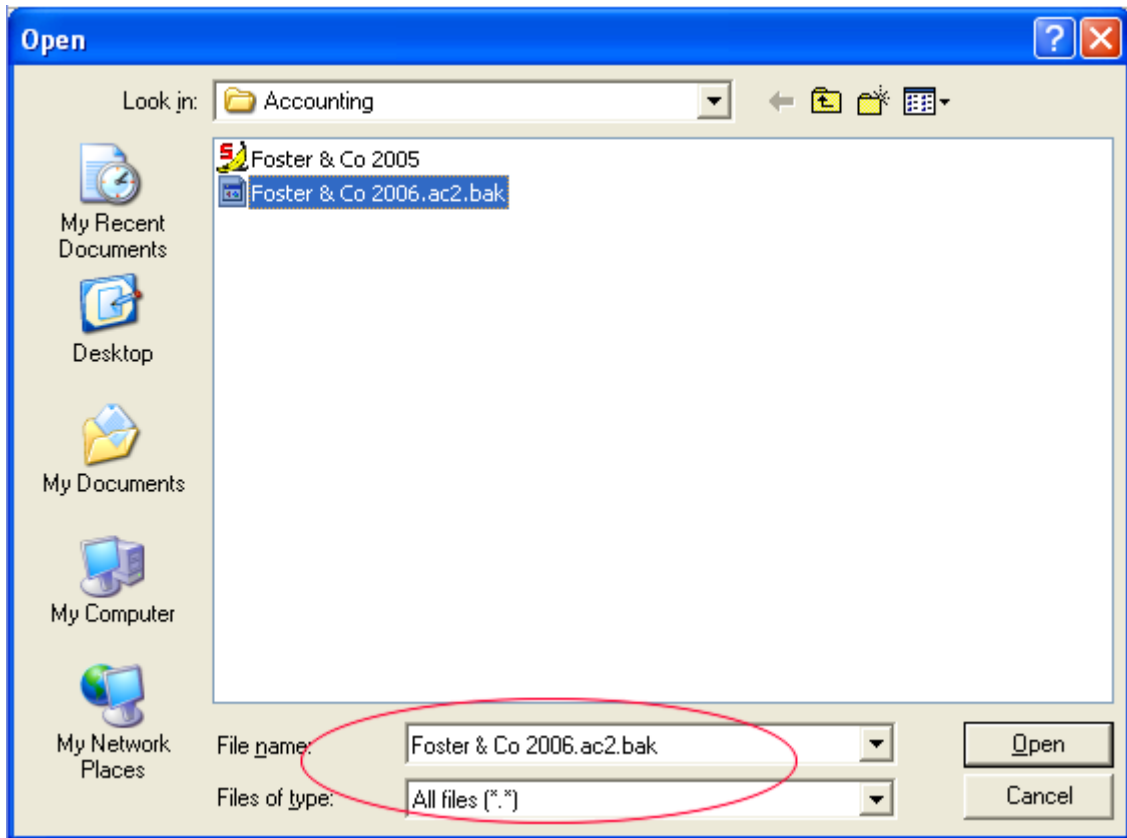 Open
Look in:
Accounting
Foster & Co 2005
Foster & Co 2006.ac2.bak
My Recent
Documents
Desktop
My Documents
My Computer
My Network
Places
File name:
Foster & Co 2006.ac2.bak
Open
Files of type:
All files (*.*)
Cancel